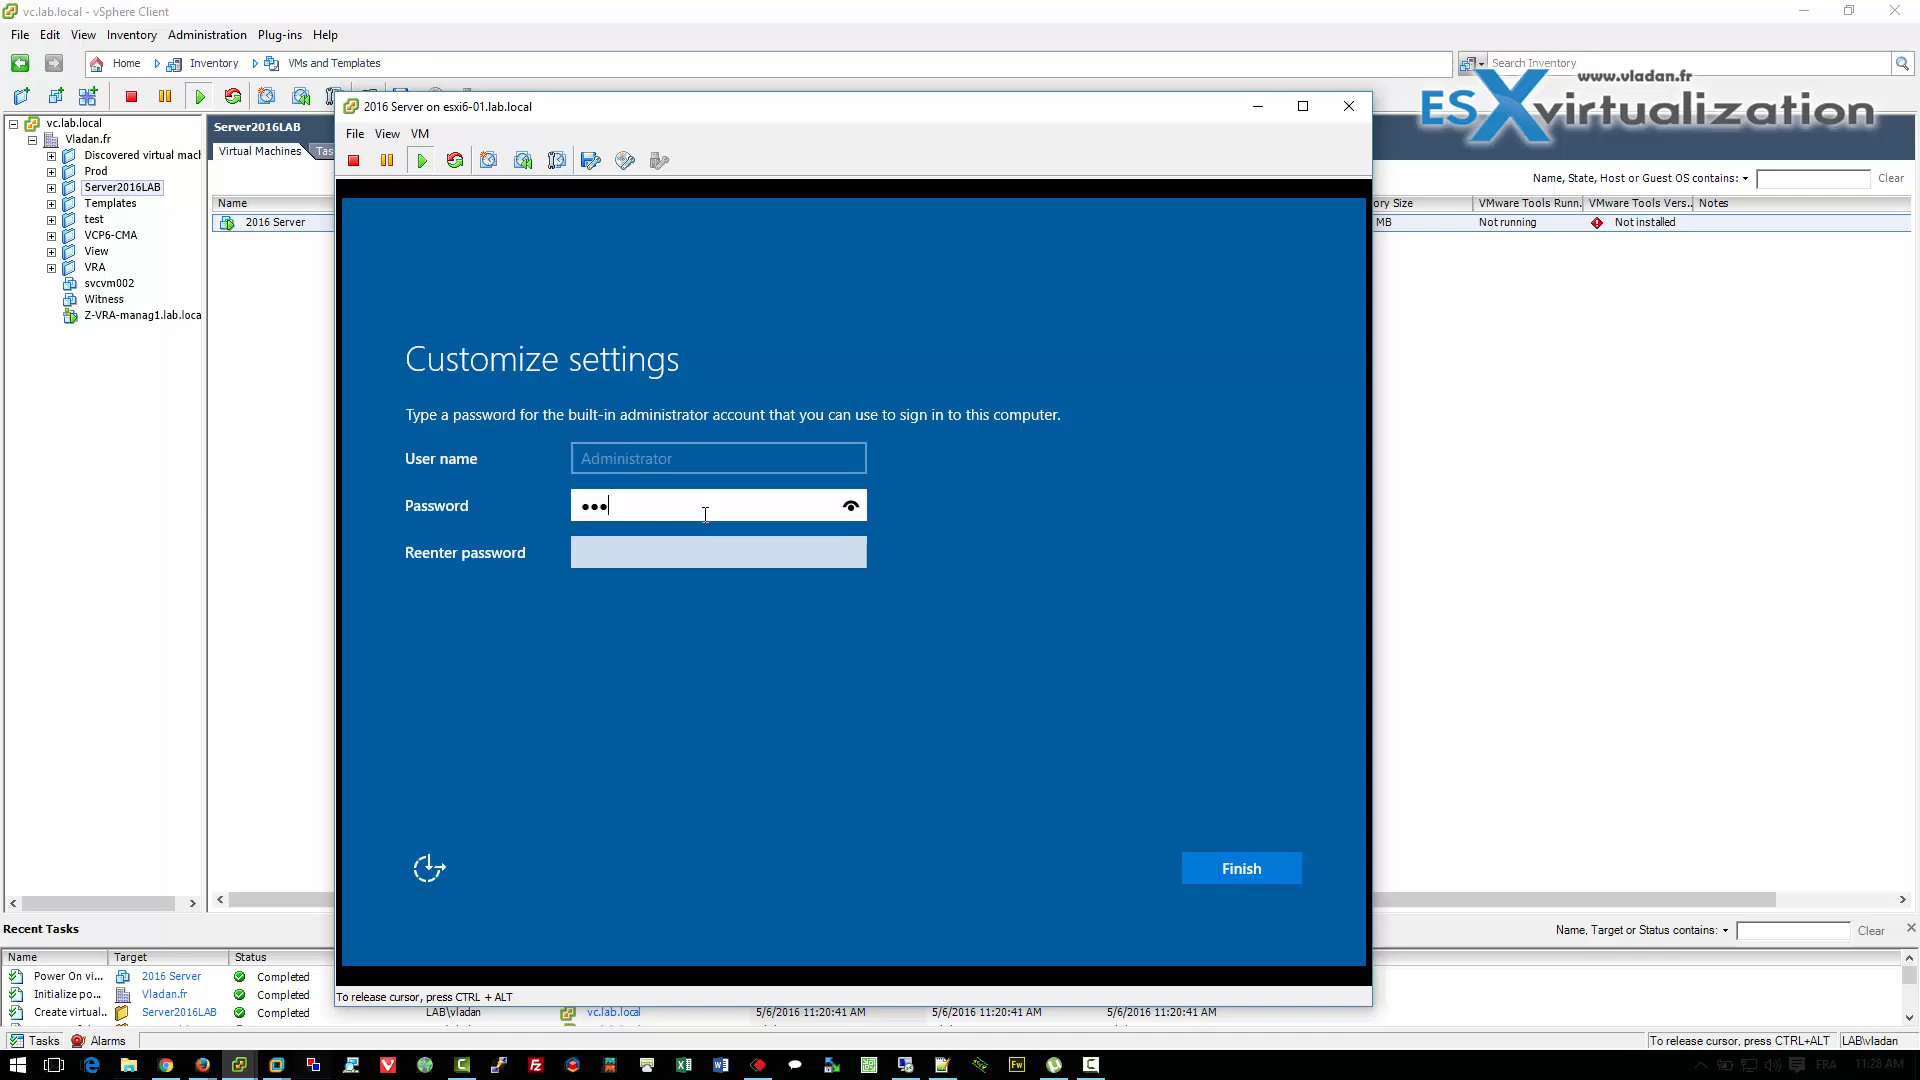 vc.lab.local - vSphere Client
File Edit View Inventory Administration Plug-ins Help
Home Inventory VMs and Templates Search Inventory
www.vladan.fr
ESXvirtualization
vc.lab.local
Vladan.fr
Discovered virtual mach
Prod
Server2016LAB
Templates
test
VCP6-CMA
View
VRA
svcvm002
Witness
Z-VRA-manag1.lab.loca
Server2016LAB
Virtual Machines Tas
Name, State, Host or Guest OS contains: Clear
Name ory Size VMware Tools Runn. VMware Tools Vers.. Notes
2016 Server MB Not running Not installed
2016 Server on esxi6-01.lab.local
File View VM
Customize settings
Type a password for the built-in administrator account that you can use to sign in to this computer.
User name Administrator
Password
Reenter password
Finish
To release cursor, press CTRL + ALT
Recent Tasks Name, Target or Status contains: Clear
Name Target Status
Power On vi... 2016 Server Completed
Initialize po... Vladan.fr Completed
Create virtual... Server2016LAB Completed LAB\vladan vc.lab.local 5/6/2016 11:20:41 AM 5/6/2016 11:20:41 AM 5/6/2016 11:20:41 AM
Tasks Alarms To release cursor, press CTRL+ALT LAB\vladan
FRA 11:28 AM